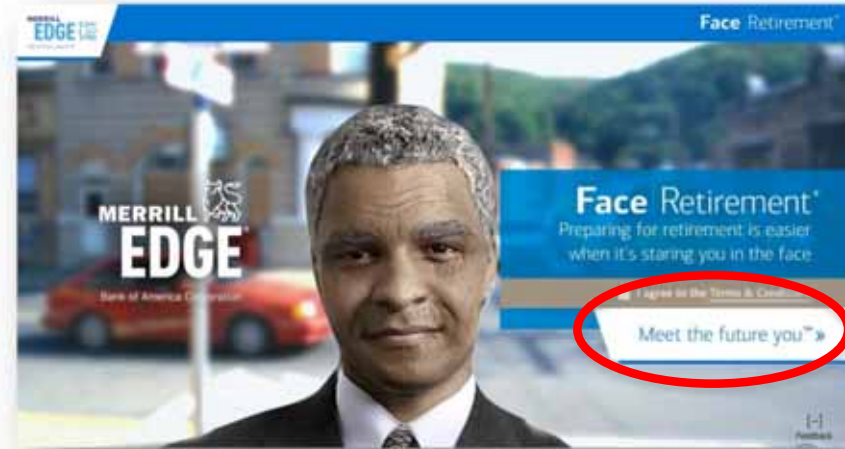 MERRILL
EDGE
Face Retirement
MERRILL
EDGE
Bank of America Corporation
Face Retirement
Preparing for retirement is easier
when it's staring you in the face
I agree to the Terms &
Meet the future you™ »
[-]
Feedback